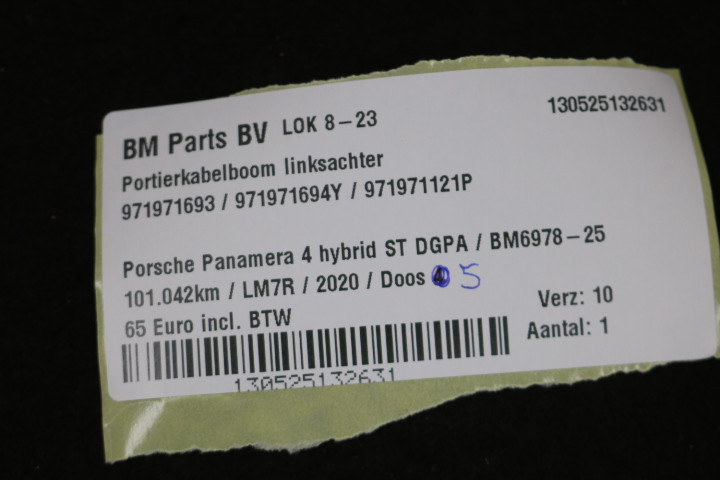 BM Parts BV LOK 8-23 130525132631
Portierkabelboom linksachter
971971693 / 971971694Y / 971971121P
Porsche Panamera 4 hybrid ST DGPA / BM6978-25
101.042km / LM7R / 2020 / Doos 4 5
65 Euro incl. BTW
Verz: 10
Aantal: 1
130525132631